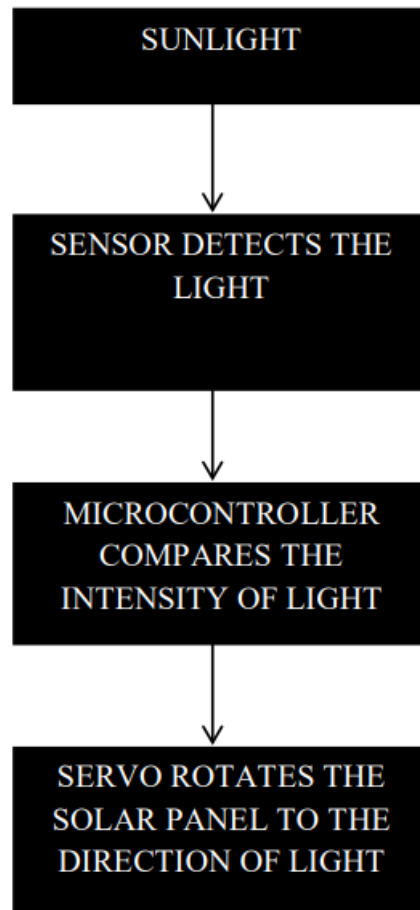 SUNLIGHT
SENSOR DETECTS THE
LIGHT
MICROCONTROLLER
COMPARES THE
INTENSITY OF LIGHT
SERVO ROTATES THE
SOLAR PANEL TO THE
DIRECTION OF LIGHT